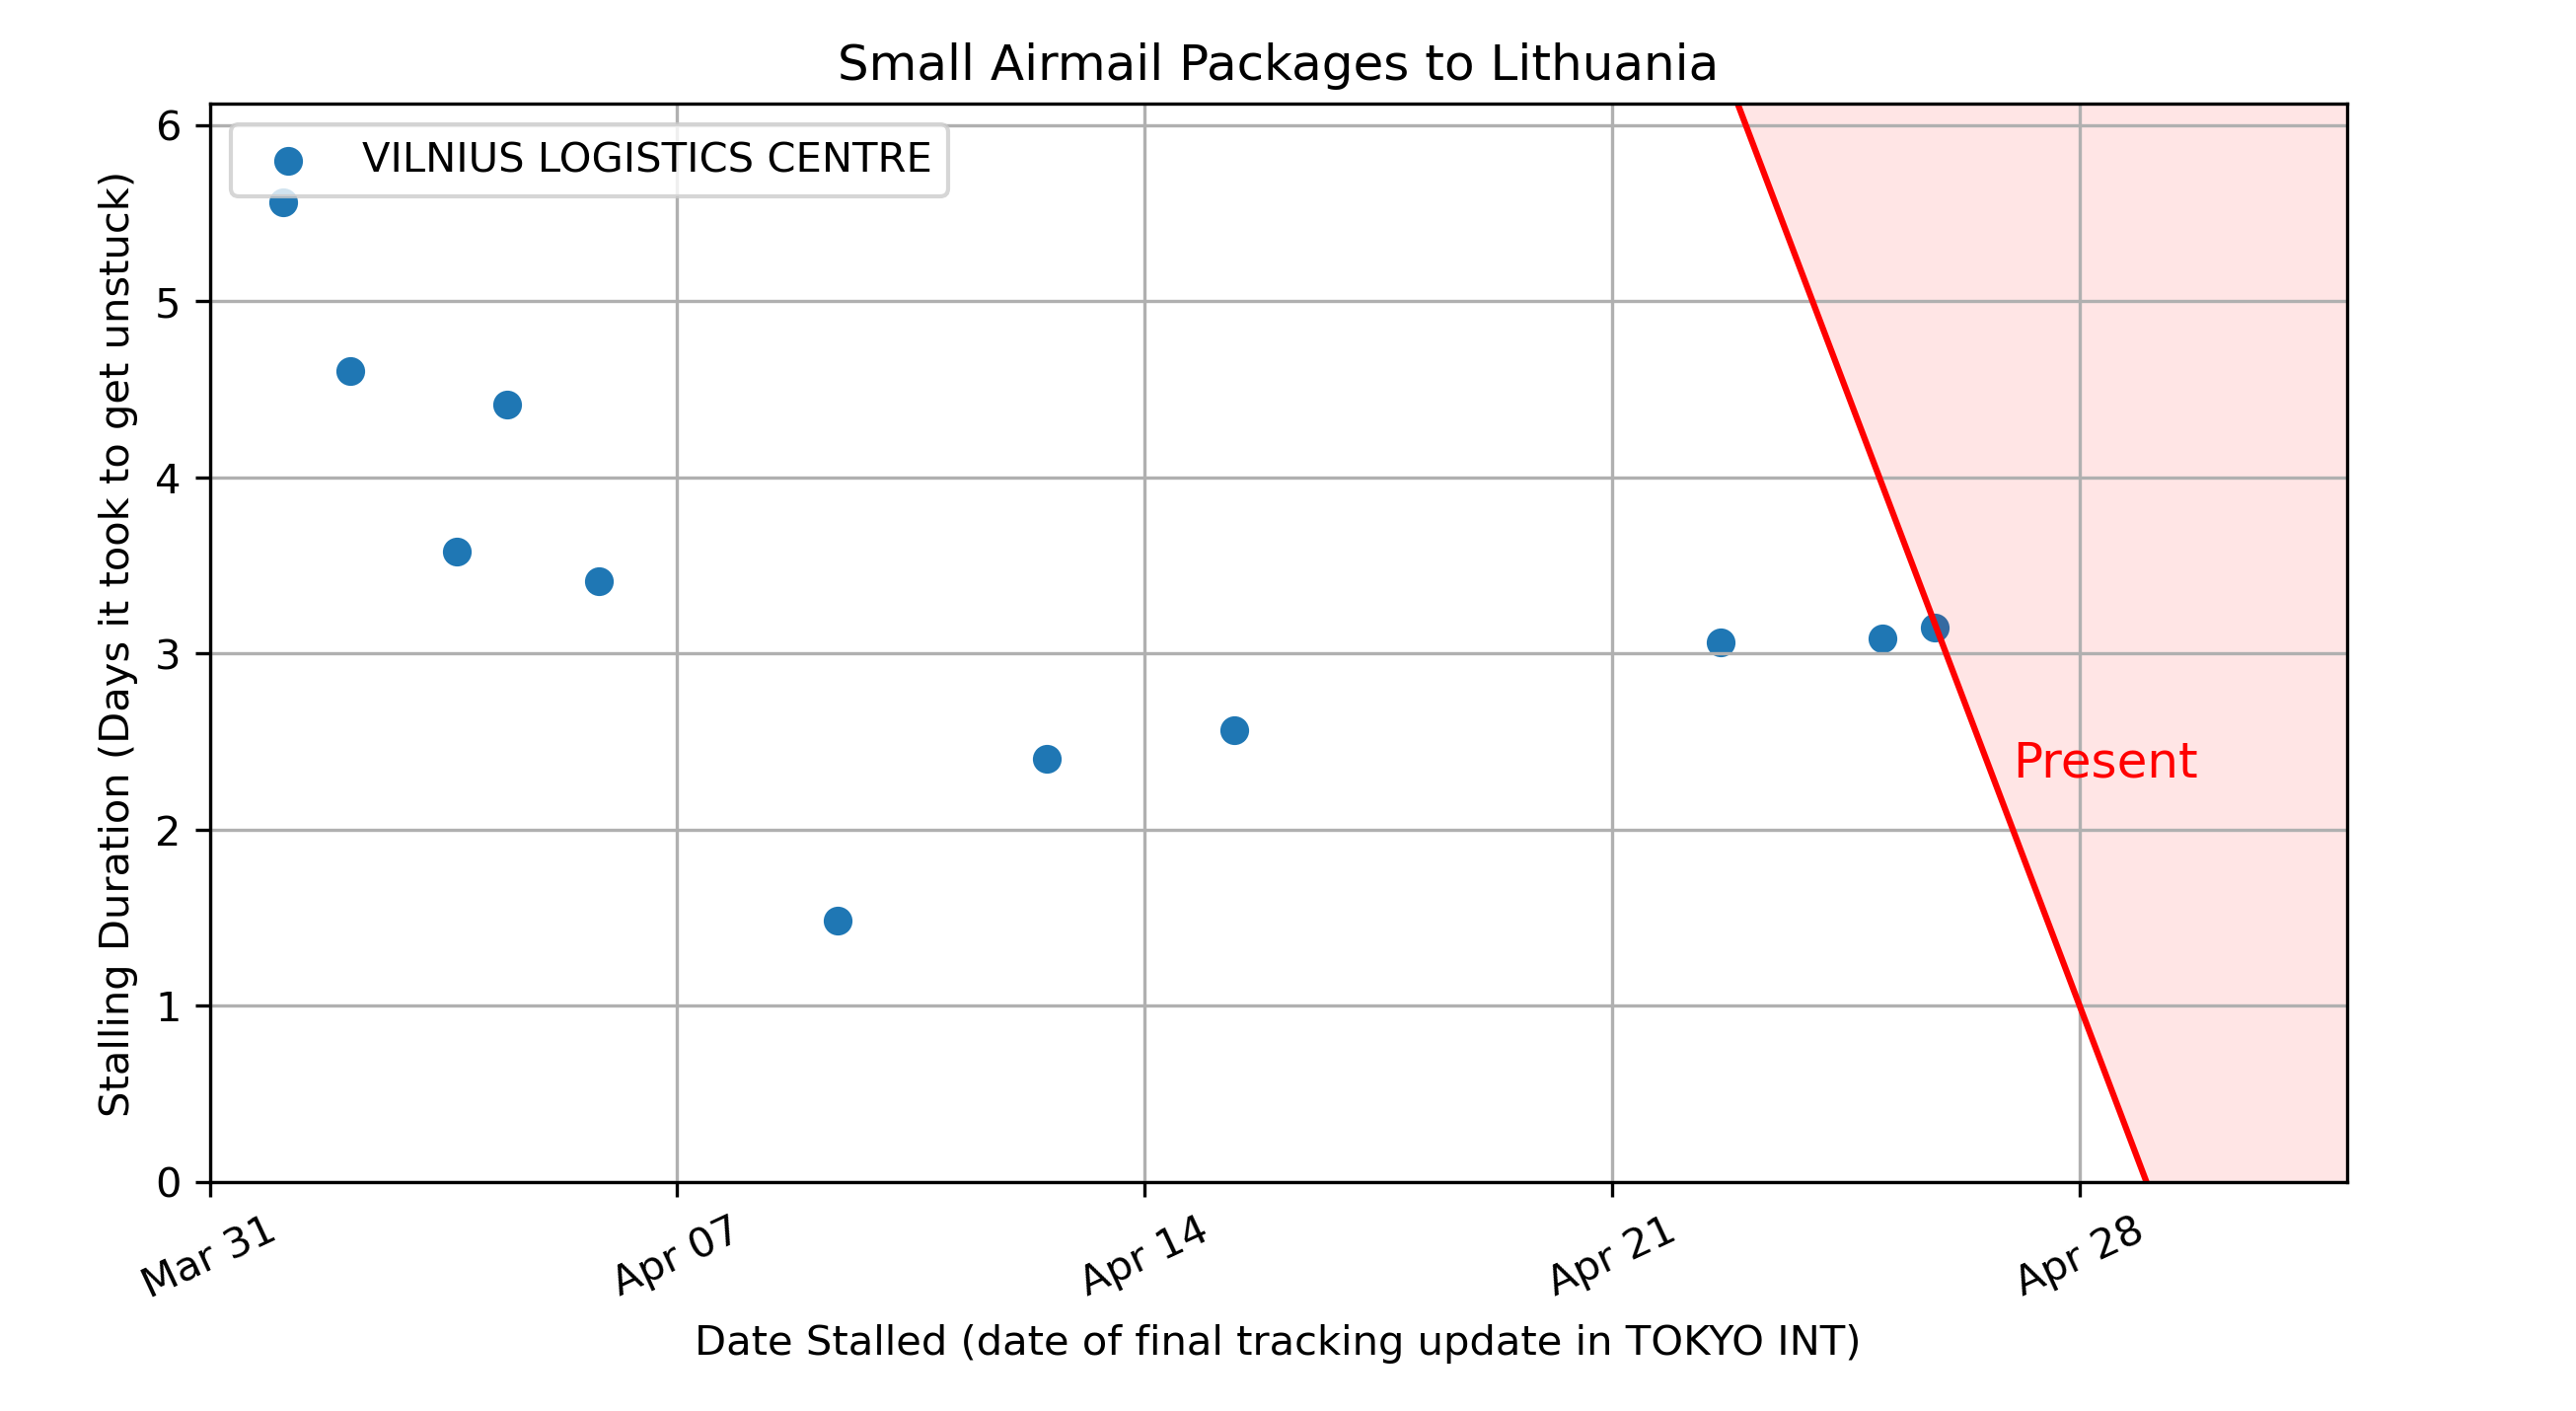 Small Airmail Packages to Lithuania
VILNIUS LOGISTICS CENTRE
Stalling Duration (Days it took to get unstuck)
6
5
4
3
2
1
0
Present
Mar 31
Apr 07
Apr 14
Apr 21
Apr 28
Date Stalled (date of final tracking update in TOKYO INT)